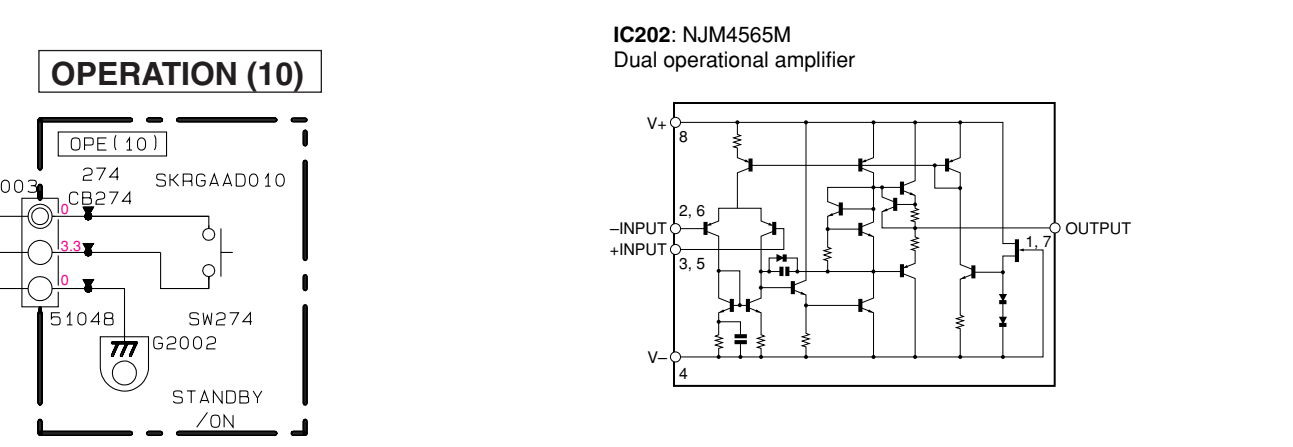 OPERATION (10)
OPE(10)
003
274
CB274
SKRGAAD010
0
3.3
0
51048
SW274
G2002
STANDBY
/ON
IC202: NJM4565M
Dual operational amplifier
V+
8
2, 6
–INPUT
+INPUT
3, 5
OUTPUT
1, 7
V–
4